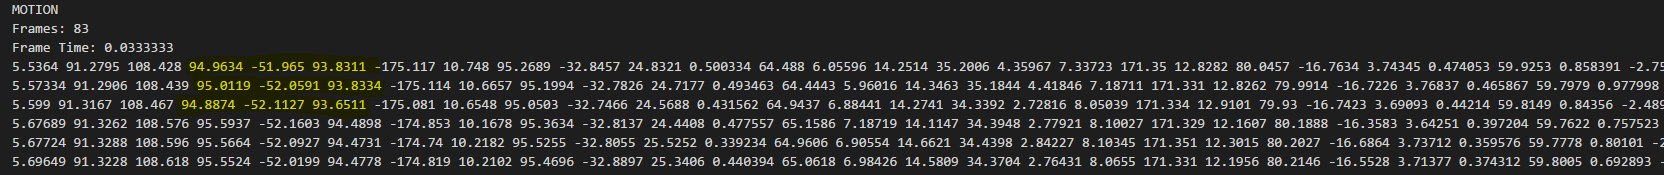 MOTION
Frames: 83
Frame Time: 0.0333333
5.5364 91.2795 108.428 94.9634 -51.965 93.8311 -175.117 10.748 95.2689 -32.8457 24.8321 0.500334 64.488 6.05596 14.2514 35.2006 4.35967 7.33723 171.35 12.8282 80.0457 -16.7634 3.74345 0.474053 59.9253 0.858391 -2.75
5.57334 91.2906 108.439 95.0119 -52.0591 93.8334 -175.114 10.6657 95.1994 -32.7826 24.7177 0.493463 64.4443 5.96016 14.3463 35.1844 4.41846 7.18711 171.331 12.8262 79.9914 -16.7226 3.76837 0.465867 59.7979 0.977998
5.599 91.3167 108.467 94.8874 -52.1127 93.6511 -175.081 10.6548 95.0503 -32.7466 24.5688 0.431562 64.9437 6.88441 14.2741 34.3392 2.72816 8.05039 171.334 12.9101 79.93 -16.7423 3.69093 0.44214 59.8149 0.84356 -2.489
5.67689 91.3262 108.576 95.5937 -52.1603 94.4898 -174.853 10.1678 95.3634 -32.8137 24.4408 0.477557 65.1586 7.18719 14.1147 34.3948 2.77921 8.10027 171.329 12.1607 80.1888 -16.3583 3.64251 0.397204 59.7622 0.757523
5.67724 91.3288 108.596 95.5664 -52.0927 94.4731 -174.74 10.2182 95.5255 -32.8055 25.5252 0.339234 64.9606 6.90554 14.6621 34.4398 2.84227 8.10345 171.351 12.3015 80.2027 -16.6864 3.73712 0.359576 59.7778 0.80101 -2
5.69649 91.3228 108.618 95.5524 -52.0199 94.4778 -174.819 10.2102 95.4696 -32.8897 25.3406 0.440394 65.0618 6.98426 14.5809 34.3704 2.76431 8.0655 171.331 12.1956 80.2146 -16.5528 3.71377 0.374312 59.8005 0.692893 -